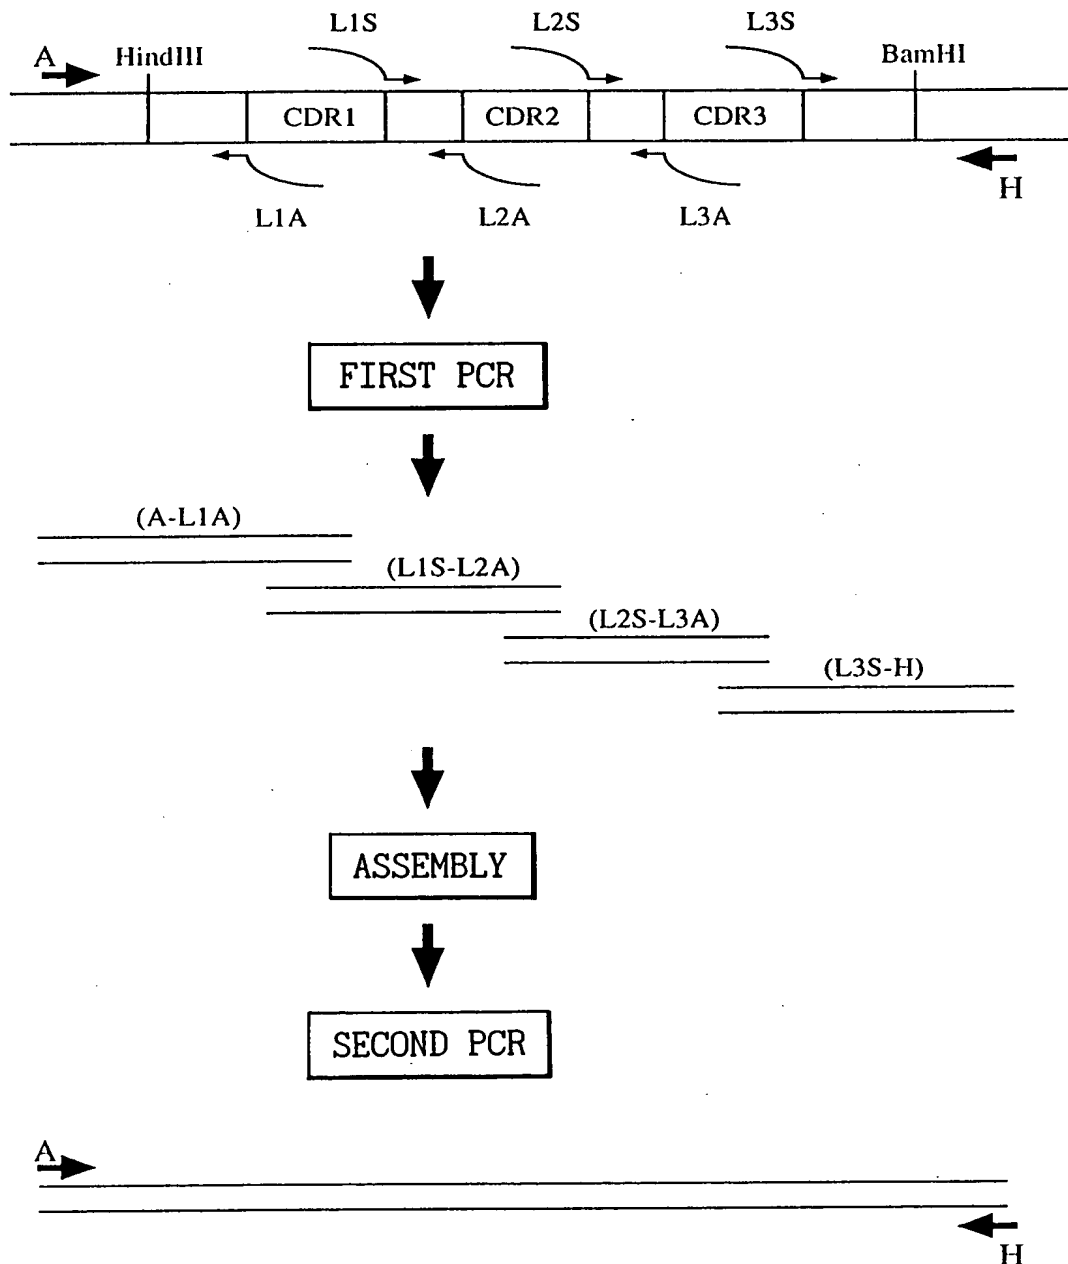 L1S L2S L3S
A HindIII BamHI
CDR1 CDR2 CDR3
L1A L2A L3A H
FIRST PCR
(A-L1A)
(L1S-L2A)
(L2S-L3A)
(L3S-H)
ASSEMBLY
SECOND PCR
A
H